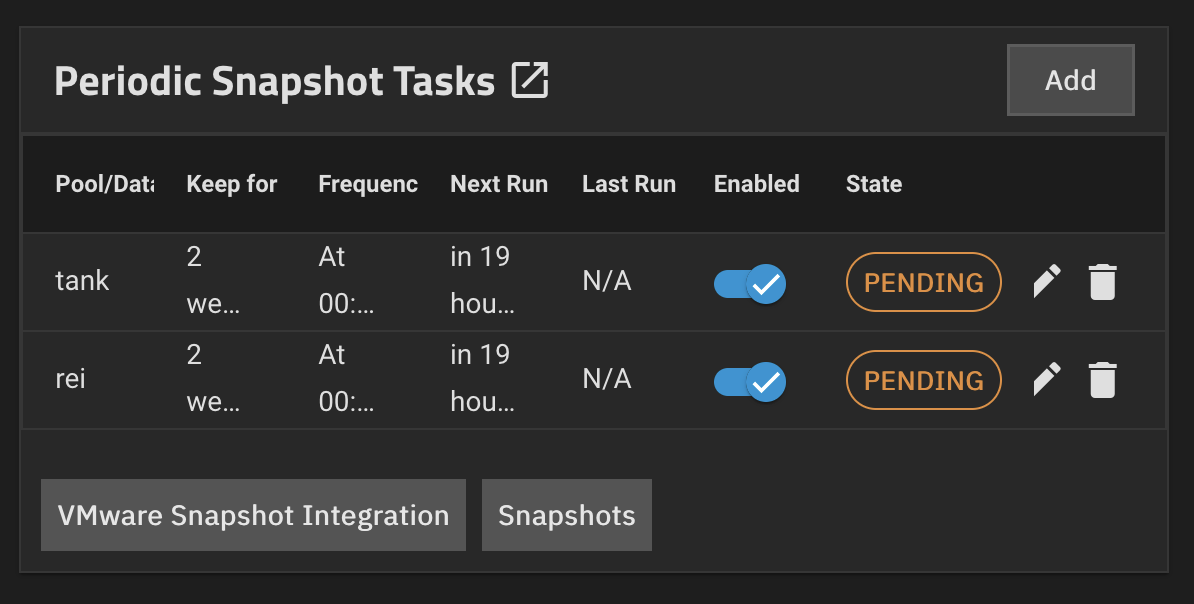 Periodic Snapshot Tasks
Add
Pool/Data Keep for Frequenc Next Run Last Run Enabled State
tank 2 we... At 00:... in 19 hou... N/A PENDING
rei 2 we... At 00:... in 19 hou... N/A PENDING
VMware Snapshot Integration
Snapshots